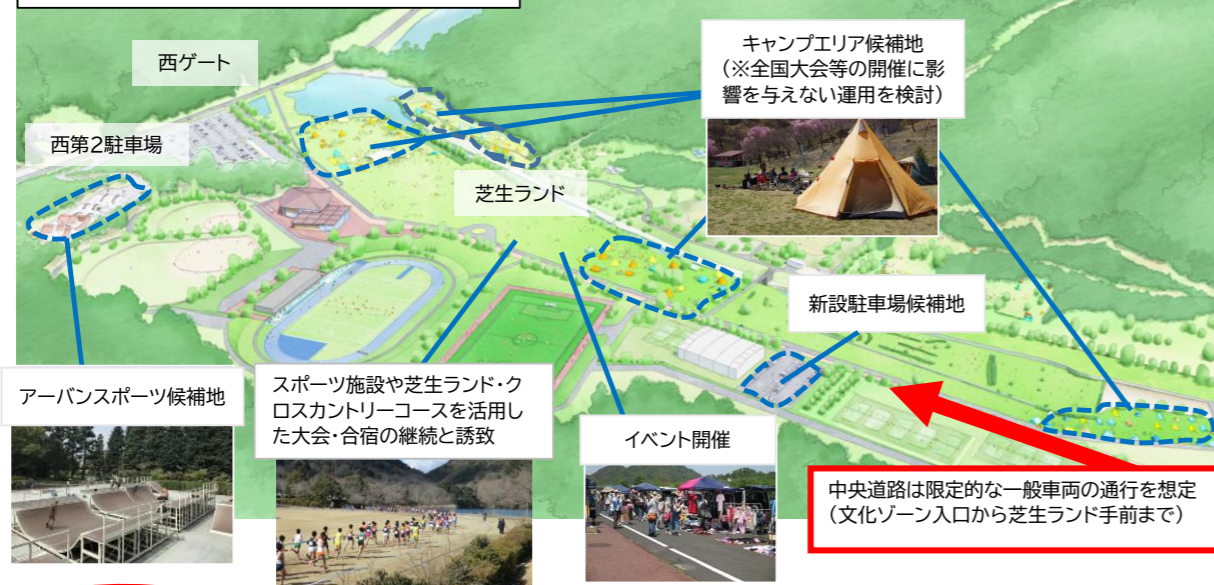 西ゲート
キャンプエリア候補地
（※全国大会等の開催に影
響を与えない運用を検討）
西第2駐車場
芝生ランド
新設駐車場候補地
アーバンスポーツ候補地
スポーツ施設や芝生ランド・ク
ロスカントリーコースを活用し
た大会・合宿の継続と誘致
イベント開催
中央道路は限定的な一般車両の通行を想定
（文化ゾーン入口から芝生ランド手前まで）